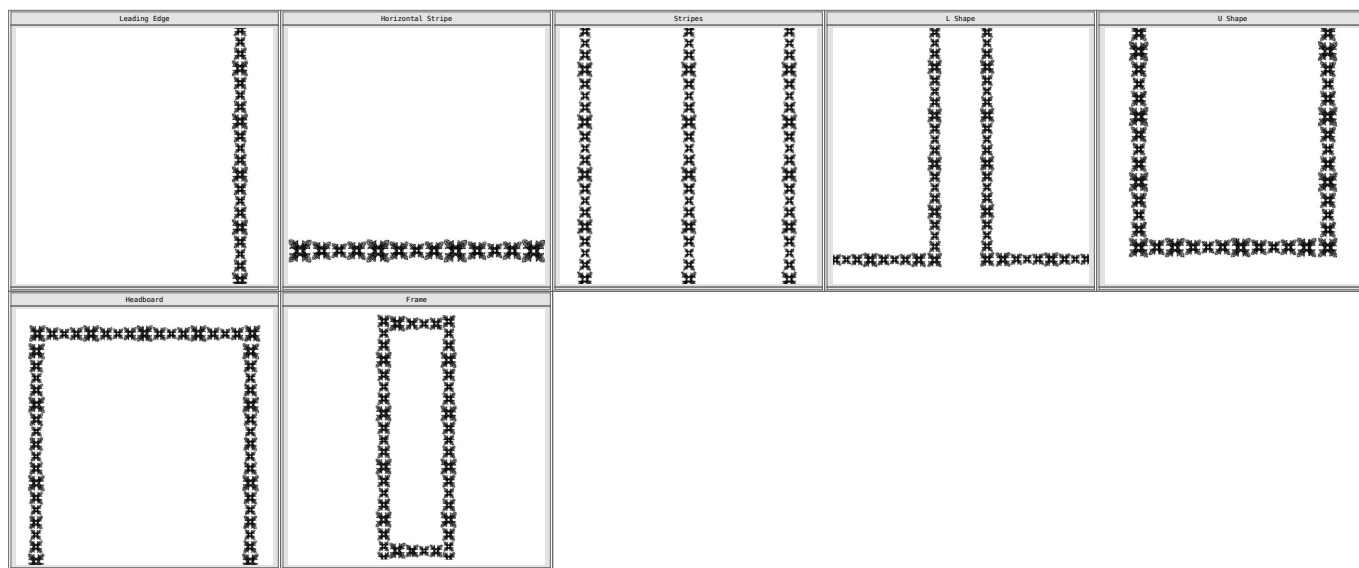 Leading Edge
Horizontal Stripe
Stripes
L Shape
U Shape
Headboard
Frame